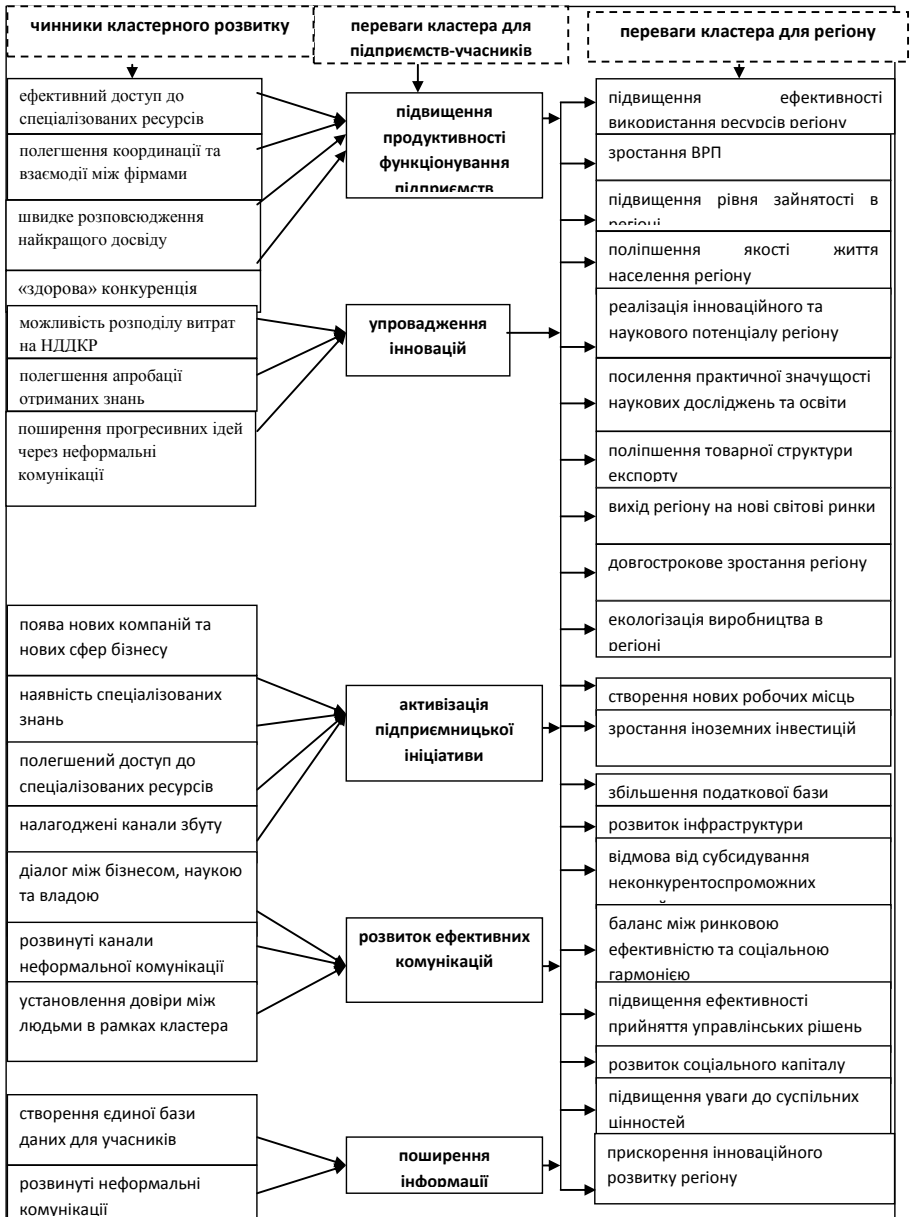 чинники кластерного розвитку
переваги кластера для
підприємств-учасників
переваги кластера для регіону
ефективний доступ до
спеціалізованих ресурсів
полегшення координації та
взаємодії між фірмами
швидке розповсюдження
найкращого досвіду
«здорова» конкуренція
можливість розподілу витрат
на НДДКР
полегшення апробації
отриманих знань
поширення прогресивних ідей
через неформальні
комунікації
поява нових компаній та
нових сфер бізнесу
наявність спеціалізованих
знань
полегшений доступ до
спеціалізованих ресурсів
налагоджені канали збуту
діалог між бізнесом, наукою
та владою
розвинуті канали
неформальної комунікації
установлення довіри між
людьми в рамках кластера
створення єдиної бази
даних для учасників
розвинуті неформальні
комунікації
підвищення
продуктивності
функціонування
підприємств
упровадження
інновацій
активізація
підприємницької
ініціативи
розвиток ефективних
комунікацій
поширення
інформації
підвищення ефективності
використання ресурсів регіону
зростання ВРП
підвищення рівня зайнятості в
регіоні
поліпшення якості життя
населення регіону
реалізація інноваційного та
наукового потенціалу регіону
посилення практичної значущості
наукових досліджень та освіти
поліпшення товарної структури
експорту
вихід регіону на нові світові ринки
довгострокове зростання регіону
екологізація виробництва в
регіоні
створення нових робочих місць
зростання іноземних інвестицій
збільшення податкової бази
розвиток інфраструктури
відмова від субсидування
неконкурентоспроможних
баланс між ринковою
ефективністю та соціальною
гармонією
підвищення ефективності
прийняття управлінських рішень
розвиток соціального капіталу
підвищення уваги до суспільних
цінностей
прискорення інноваційного
розвитку регіону